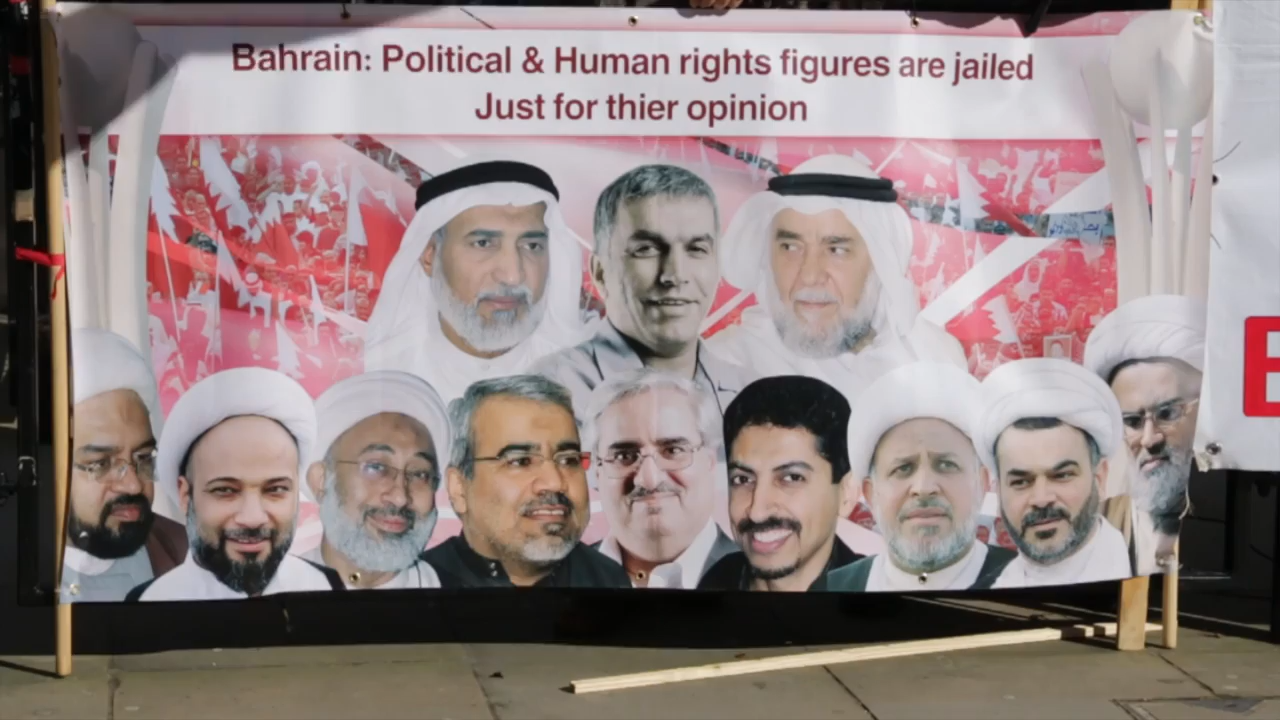 Bahrain: Political & Human rights figures are jailed
Just for thier opinion